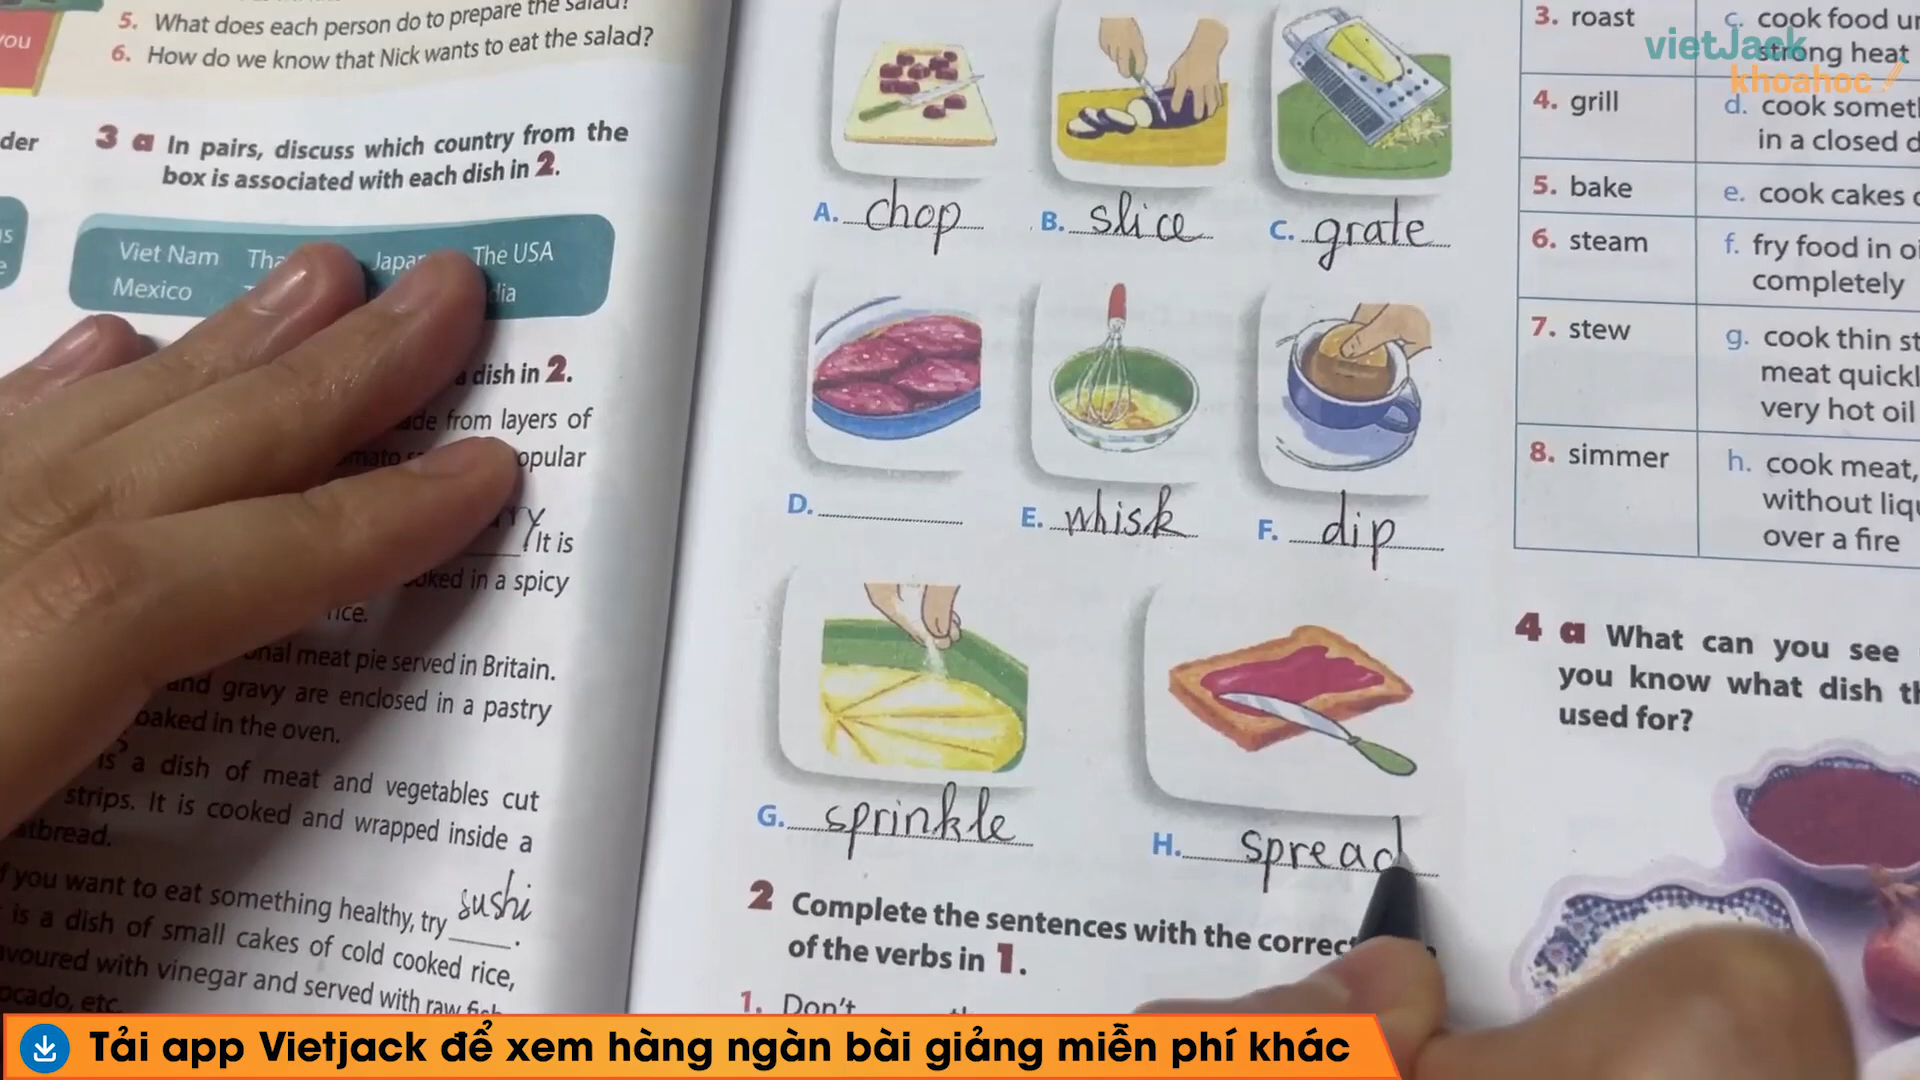 you
5. What does each person do to prepare the salad?
6. How do we know that Nick wants to eat the salad?
der
3 a In pairs, discuss which country from the
box is associated with each dish in 2.
Viet Nam The USA
Mexico
dish in 2.
from layers of
opular
It is
in a spicy
rice.
meat pie served in Britain.
and gravy are enclosed in a pastry
baked in the oven.
is a dish of meat and vegetables cut
strips. It is cooked and wrapped inside a
you want to eat something healthy, try sushi.
is a dish of small cakes of cold cooked rice,
with vinegar and served with raw
etc.
A. chop
B. slice
C. grate
D.
E. whisk
F. dip
G. sprinkle
H. spread
2 Complete the sentences with the correct
of the verbs in 1.
1. Don't
3. roast
c. cook food
strong heat
4. grill
d. cook
in a closed
5. bake
e. cook cakes
6. steam
f. fry food in
completely
7. stew
g. cook thin
meat
very hot oil
8. simmer
h. cook meat,
without
over a fire
4 a What can you see
you know what dish
used for?
vietJack
khoahoc
Tải app Vietjack để xem hàng ngàn bài giảng miễn phí khác